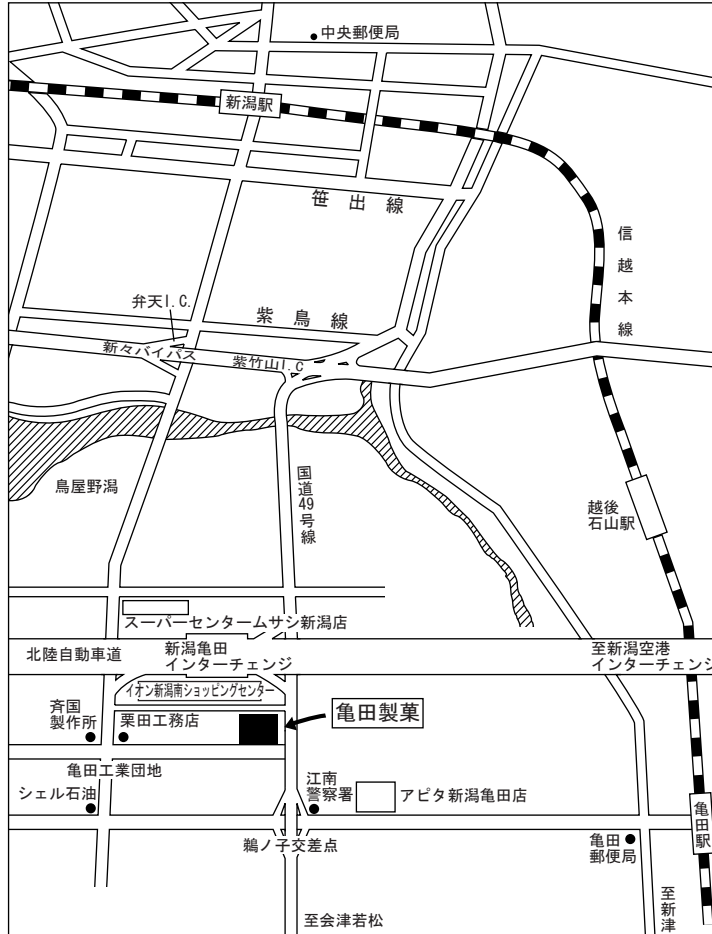 中央郵便局
新潟駅
笹出線
信越本線
弁天I.C.
紫鳥線
新々バイパス
紫竹山I.C
鳥屋野潟
国道49号線
越後
石山駅
スーパーセンタームサシ新潟店
北陸自動車道
新潟亀田
インターチェンジ
至新潟空港
インターチェンジ
イオン新潟南ショッピングセンター
斉国
製作所
栗田工務店
亀田製菓
亀田工業団地
シェル石油
江南
警察署
アピタ新潟亀田店
亀田駅
鵜ノ子交差点
亀田
郵便局
至会津若松
至新津